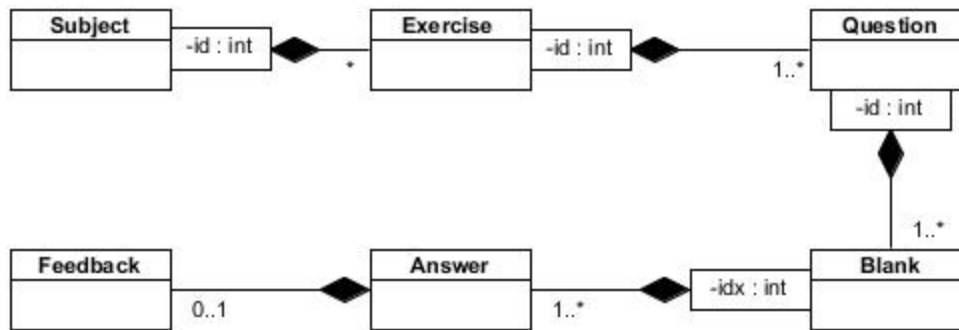 Subject
-id : int
*
Exercise
-id : int
1..*
Question
-id : int
1..*
Feedback
0..1
Answer
1..*
-idx : int
Blank